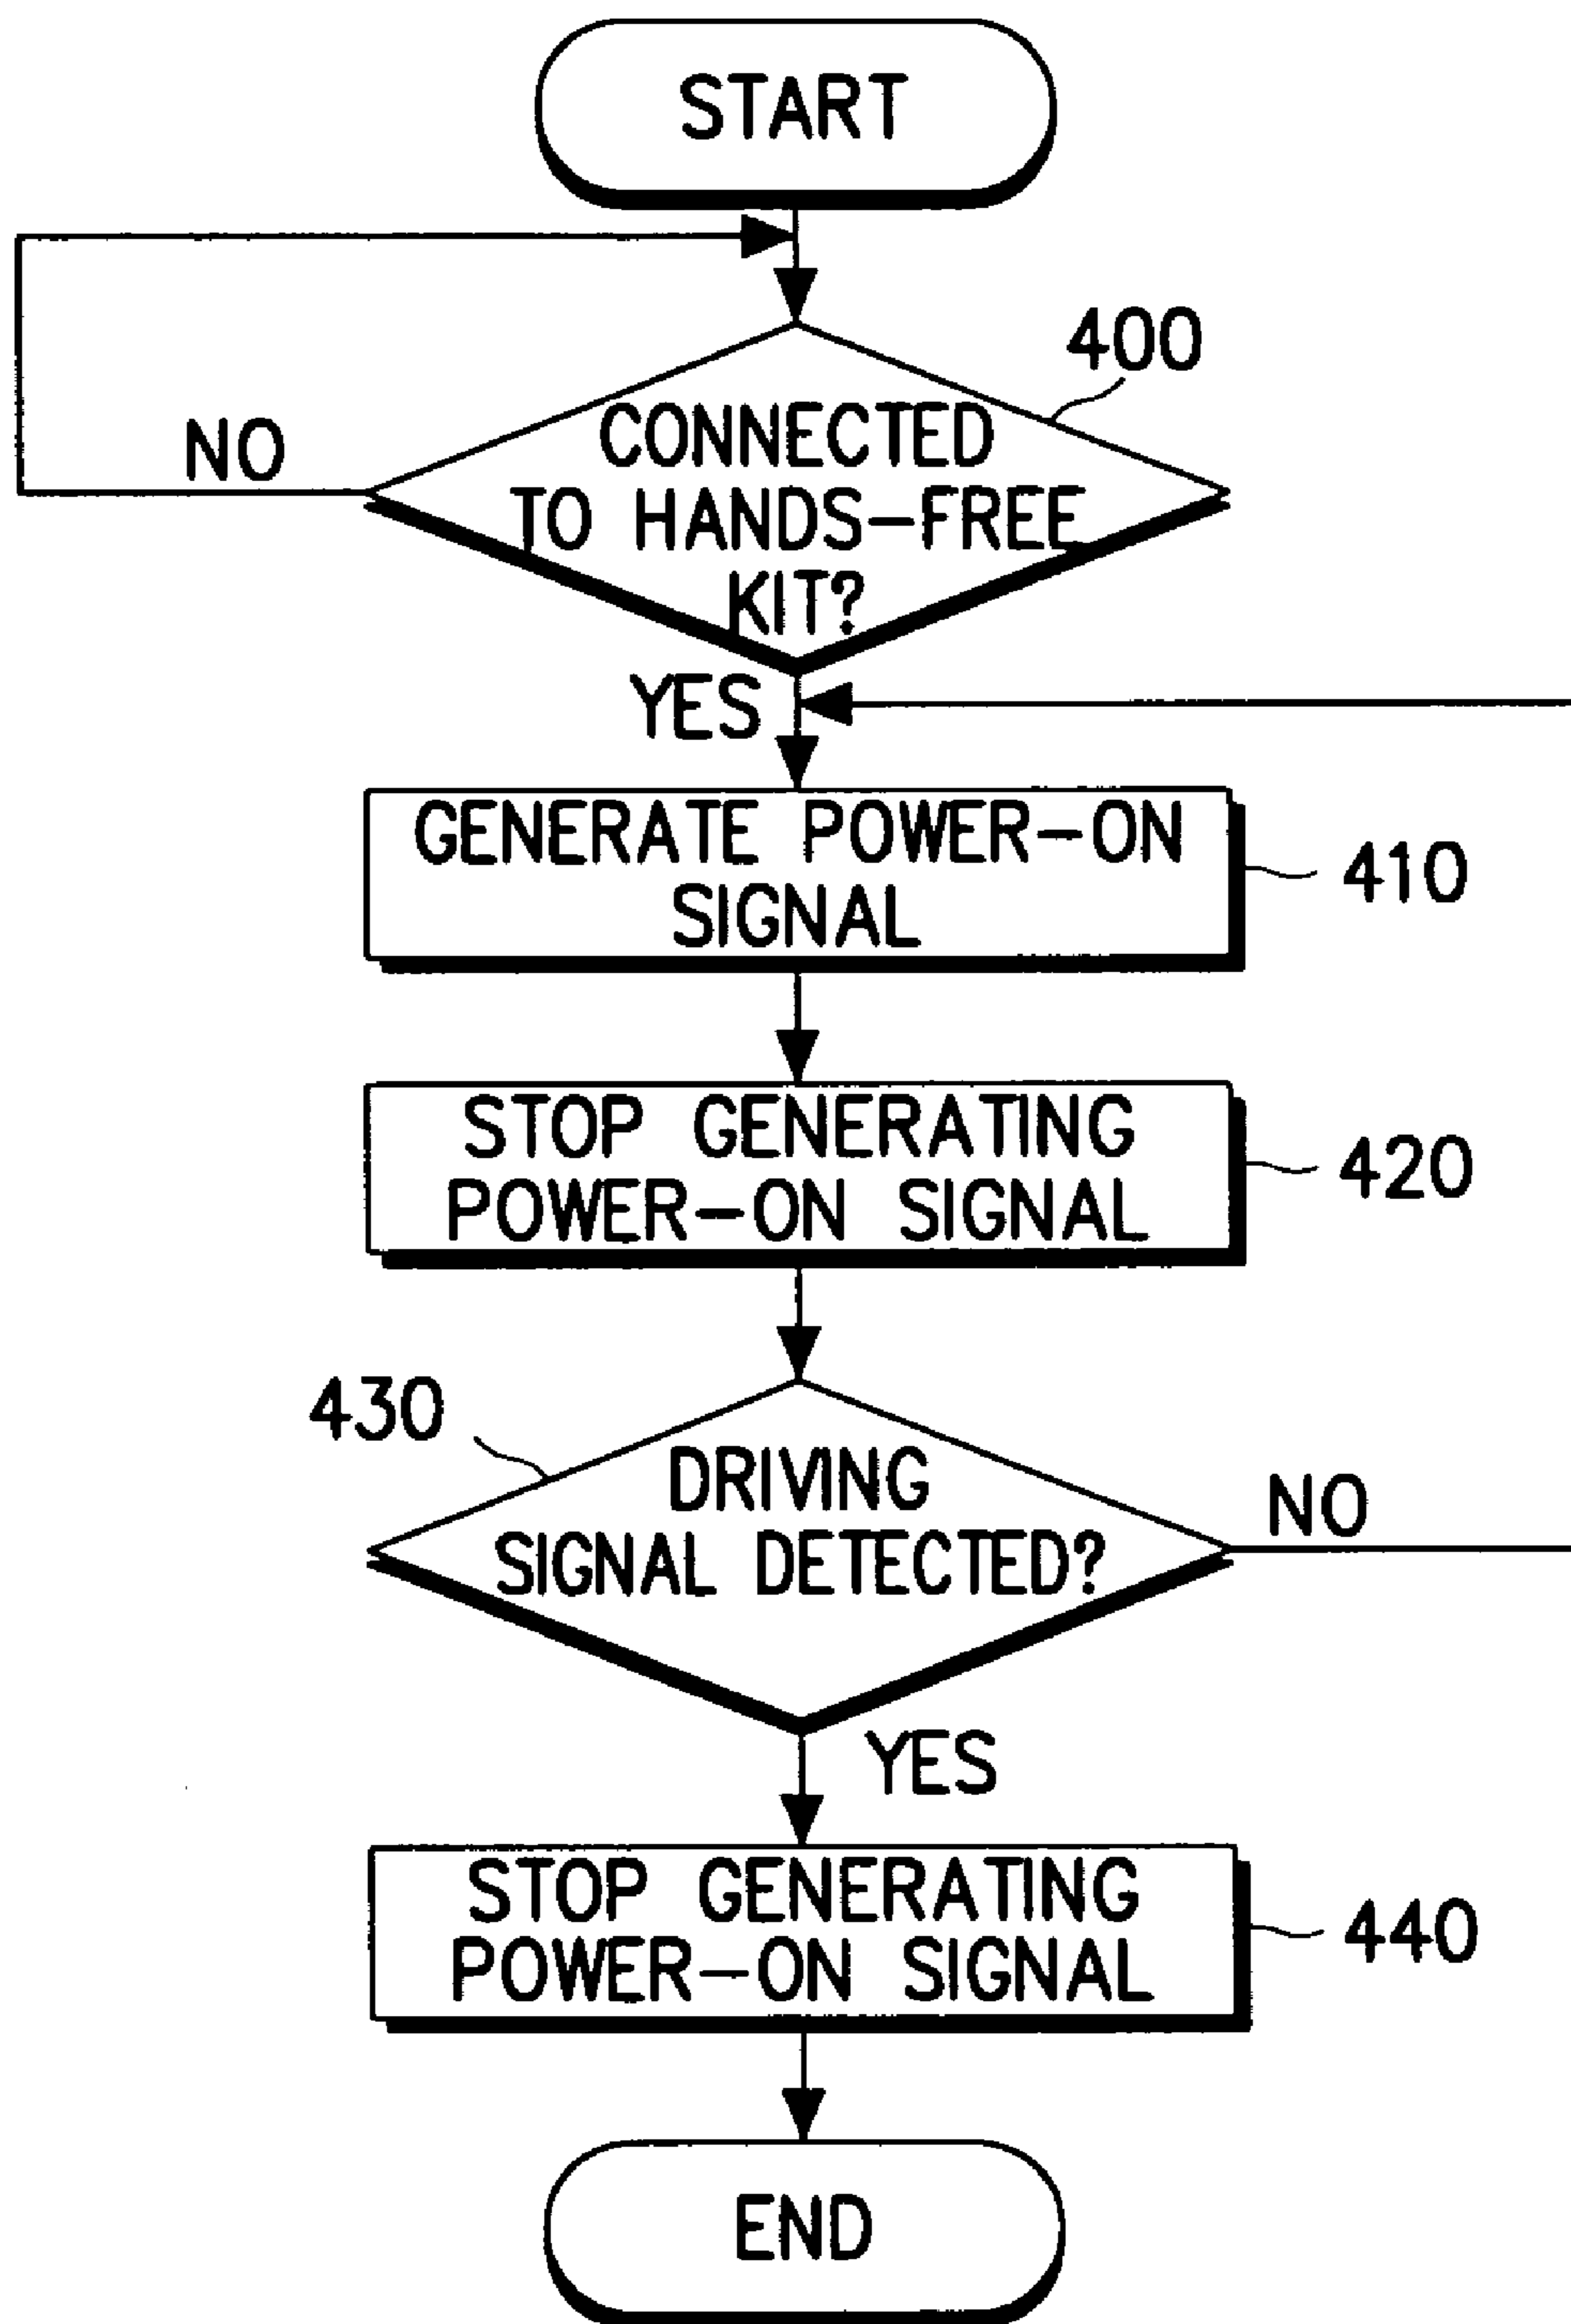 START
400
CONNECTED
TO HANDS-FREE
KIT?
NO
YES
GENERATE POWER-ON
SIGNAL
410
STOP GENERATING
POWER-ON SIGNAL
420
430
DRIVING
SIGNAL DETECTED?
NO
YES
STOP GENERATING
POWER-ON SIGNAL
440
END